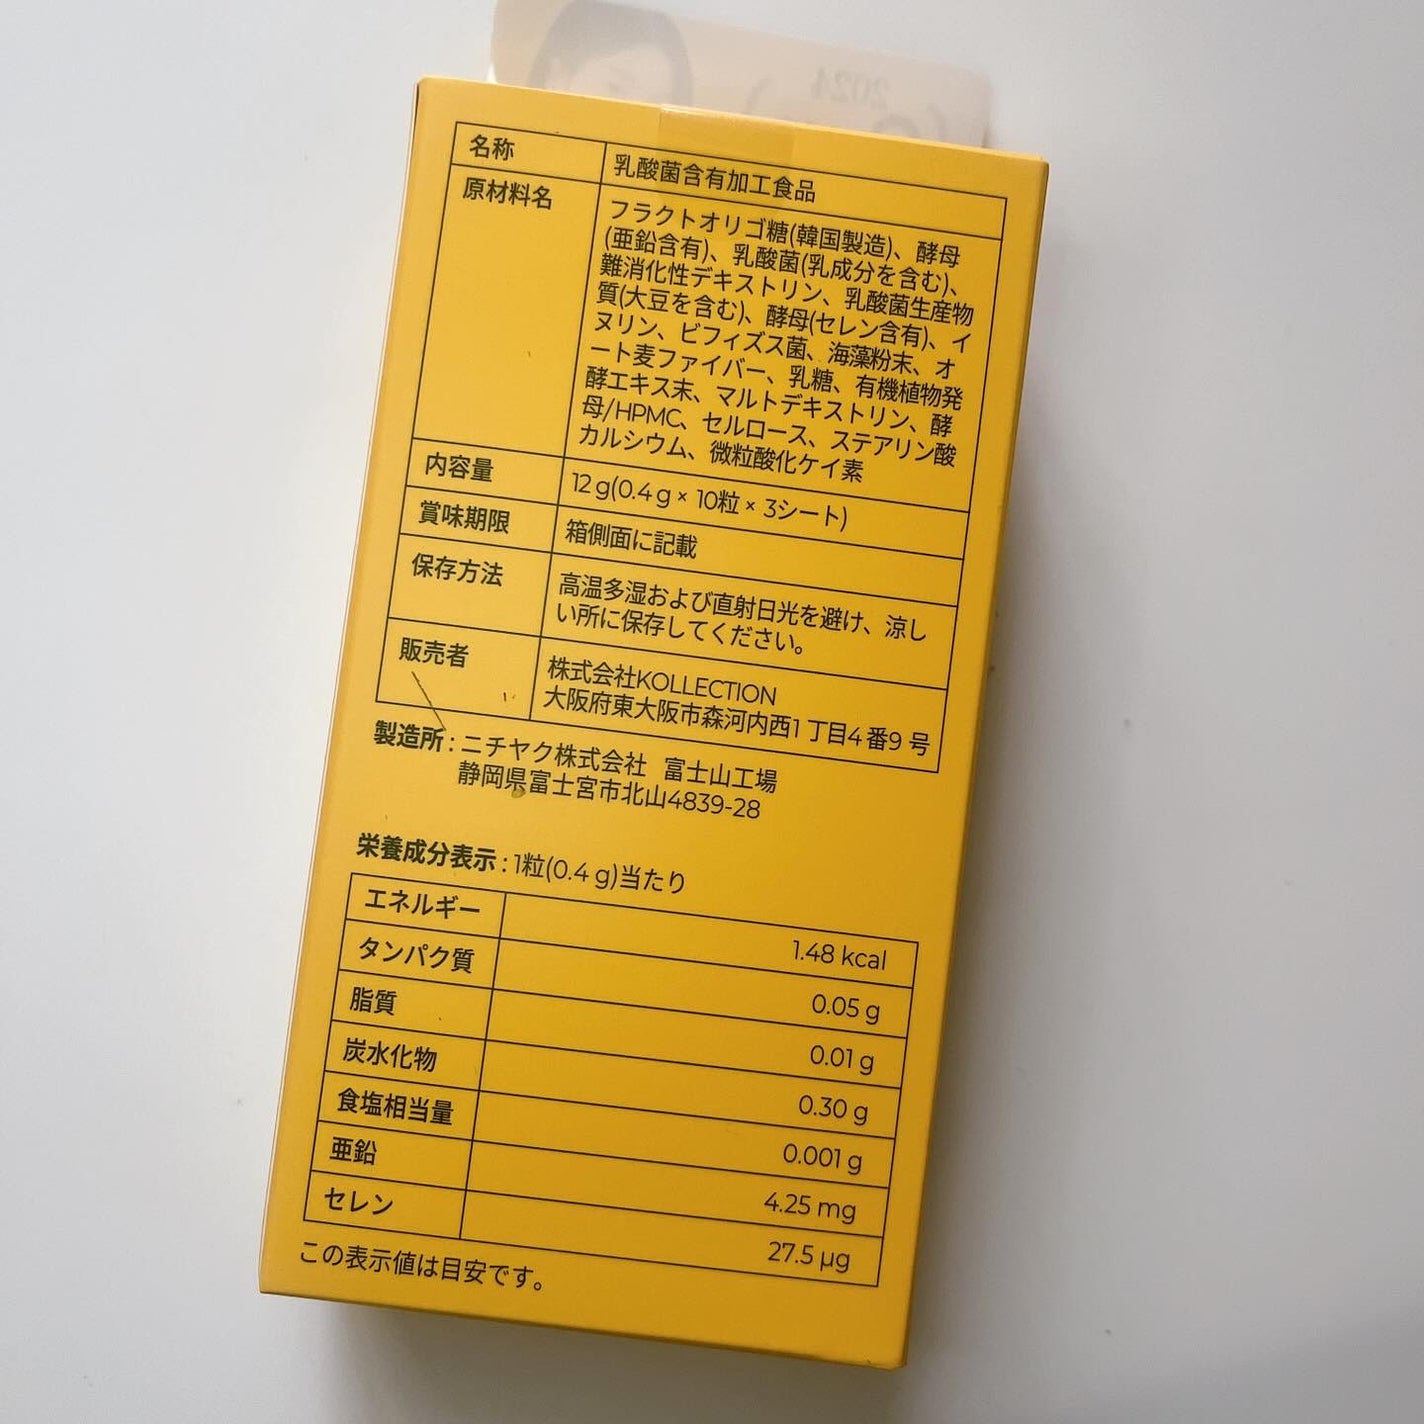 2024
名称 乳酸菌含有加工食品
原材料名 フラクトオリゴ糖(韓国製造)、酵母
(亜鉛含有)、乳酸菌(乳成分を含む)、
難消化性デキストリン、乳酸菌生産物
質(大豆を含む)、酵母(セレン含有)、イ
ヌリン、ビフィズス菌、海藻粉末、オ
ート麦ファイバー、乳糖、有機植物発
酵エキス末、マルトデキストリン、酵
母/HPMC、セルロース、ステアリン酸
カルシウム、微粒酸化ケイ素
内容量 12g(0.4g × 10粒 × 3シート)
賞味期限 箱側面に記載
保存方法 高温多湿および直射日光を避け、涼し
い所に保存してください。
販売者 株式会社KOLLECTION
大阪府東大阪市森河内西1 丁目4番9 号
製造所 : ニチヤク株式会社 富士山工場
静岡県富士宮市北山4839-28
栄養成分表示 : 1粒(0.4 g)当たり
エネルギー 1.48 kcal
タンパク質 0.05 g
脂質 0.01 g
炭水化物 0.30 g
食塩相当量 0.001 g
亜鉛 4.25 mg
セレン 27.5 µg
この表示値は目安です。